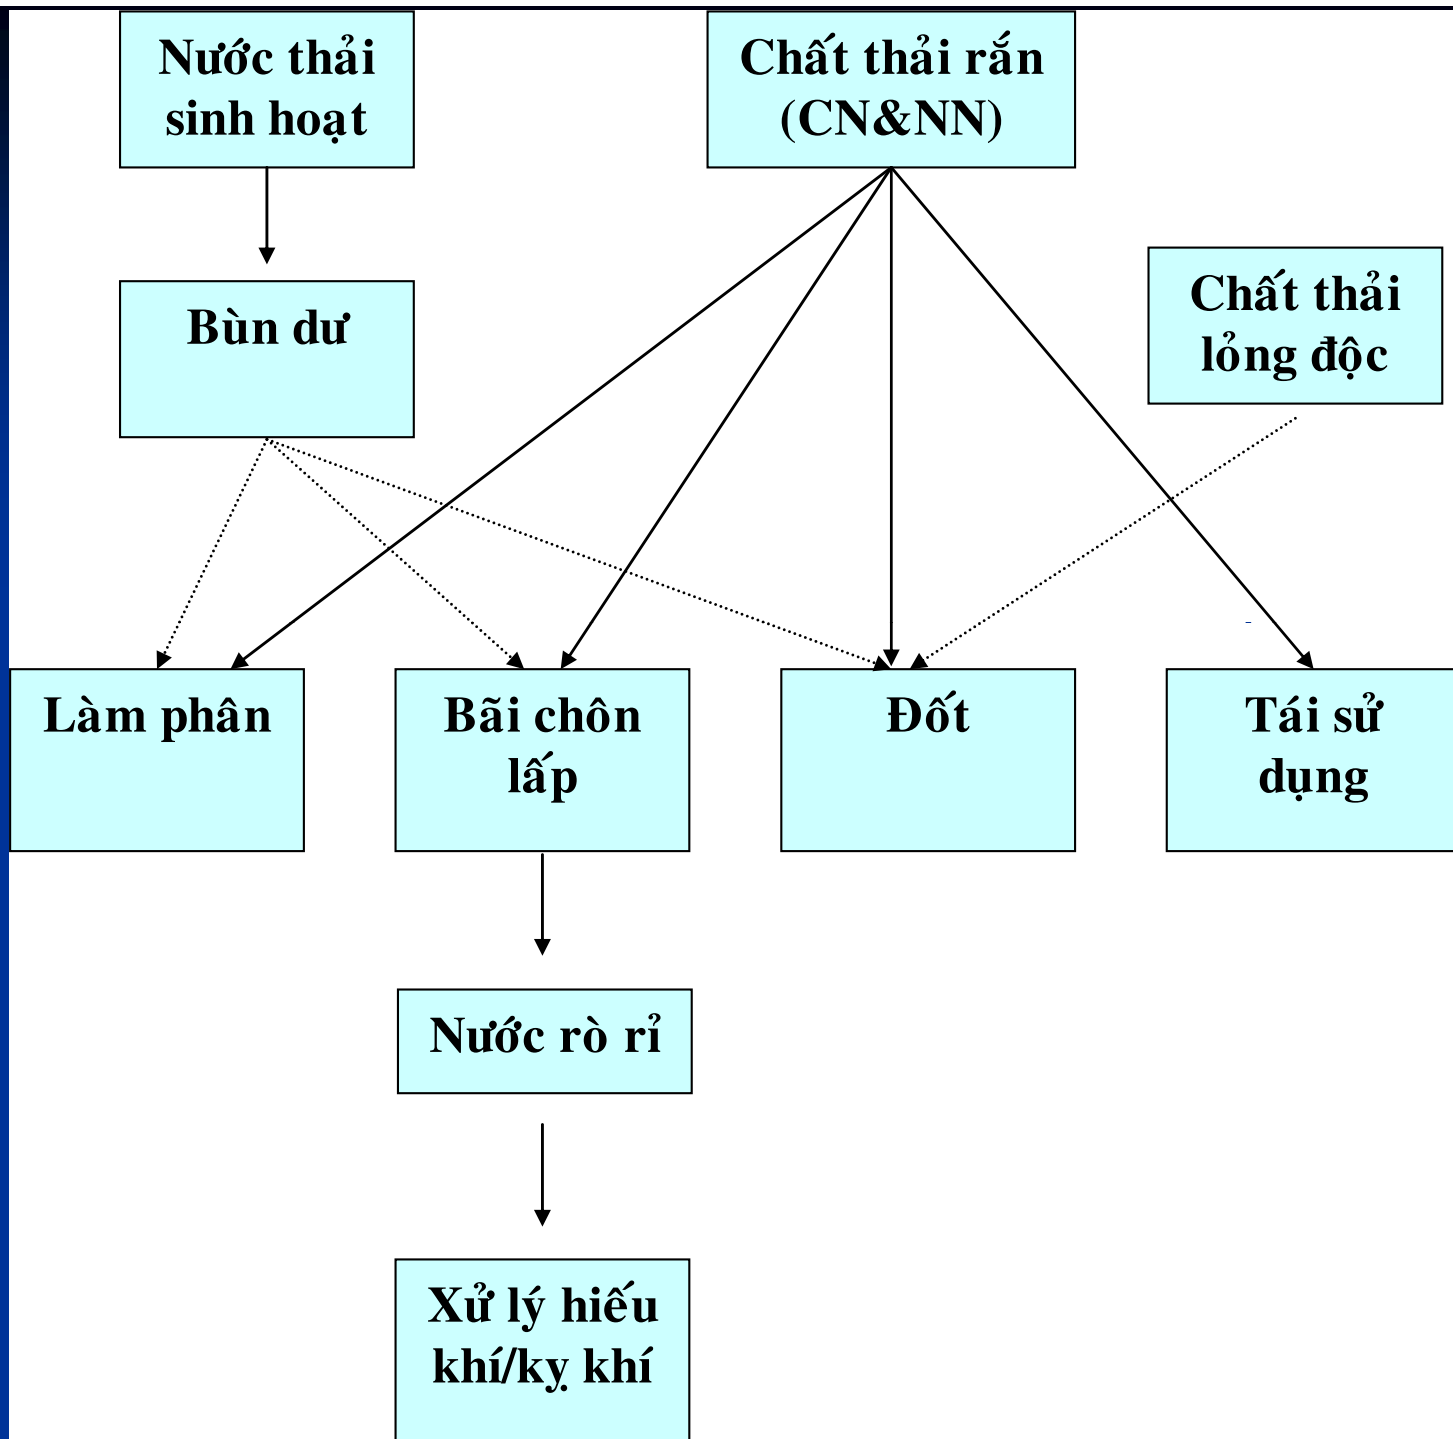 Nước thải
sinh hoạt
Chất thải rắn
(CN&NN)
Bùn dư
Chất thải
lỏng độc
Làm phân
Bãi chôn
lấp
Đốt
Tái sử
dụng
Nước rò rỉ
Xử lý hiếu
khí/kỵ khí